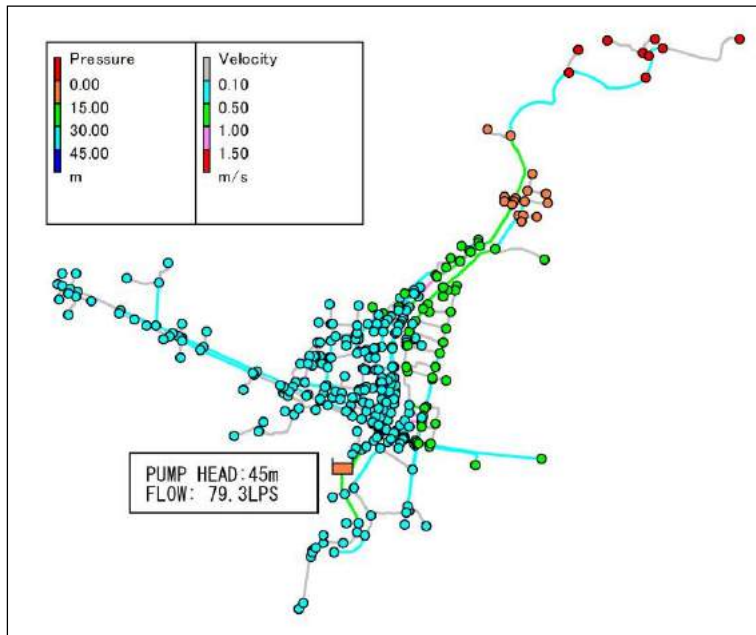 Pressure
0.00
15.00
30.00
45.00
m
Velocity
0.10
0.50
1.00
1.50
m/s
PUMP HEAD:45m
FLOW: 79.3LPS